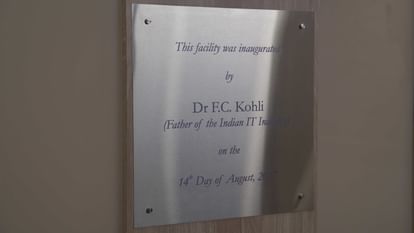 This facility was inaugurated
by
Dr F.C. Kohli
(Father of the Indian IT
on the
14th Day of August,